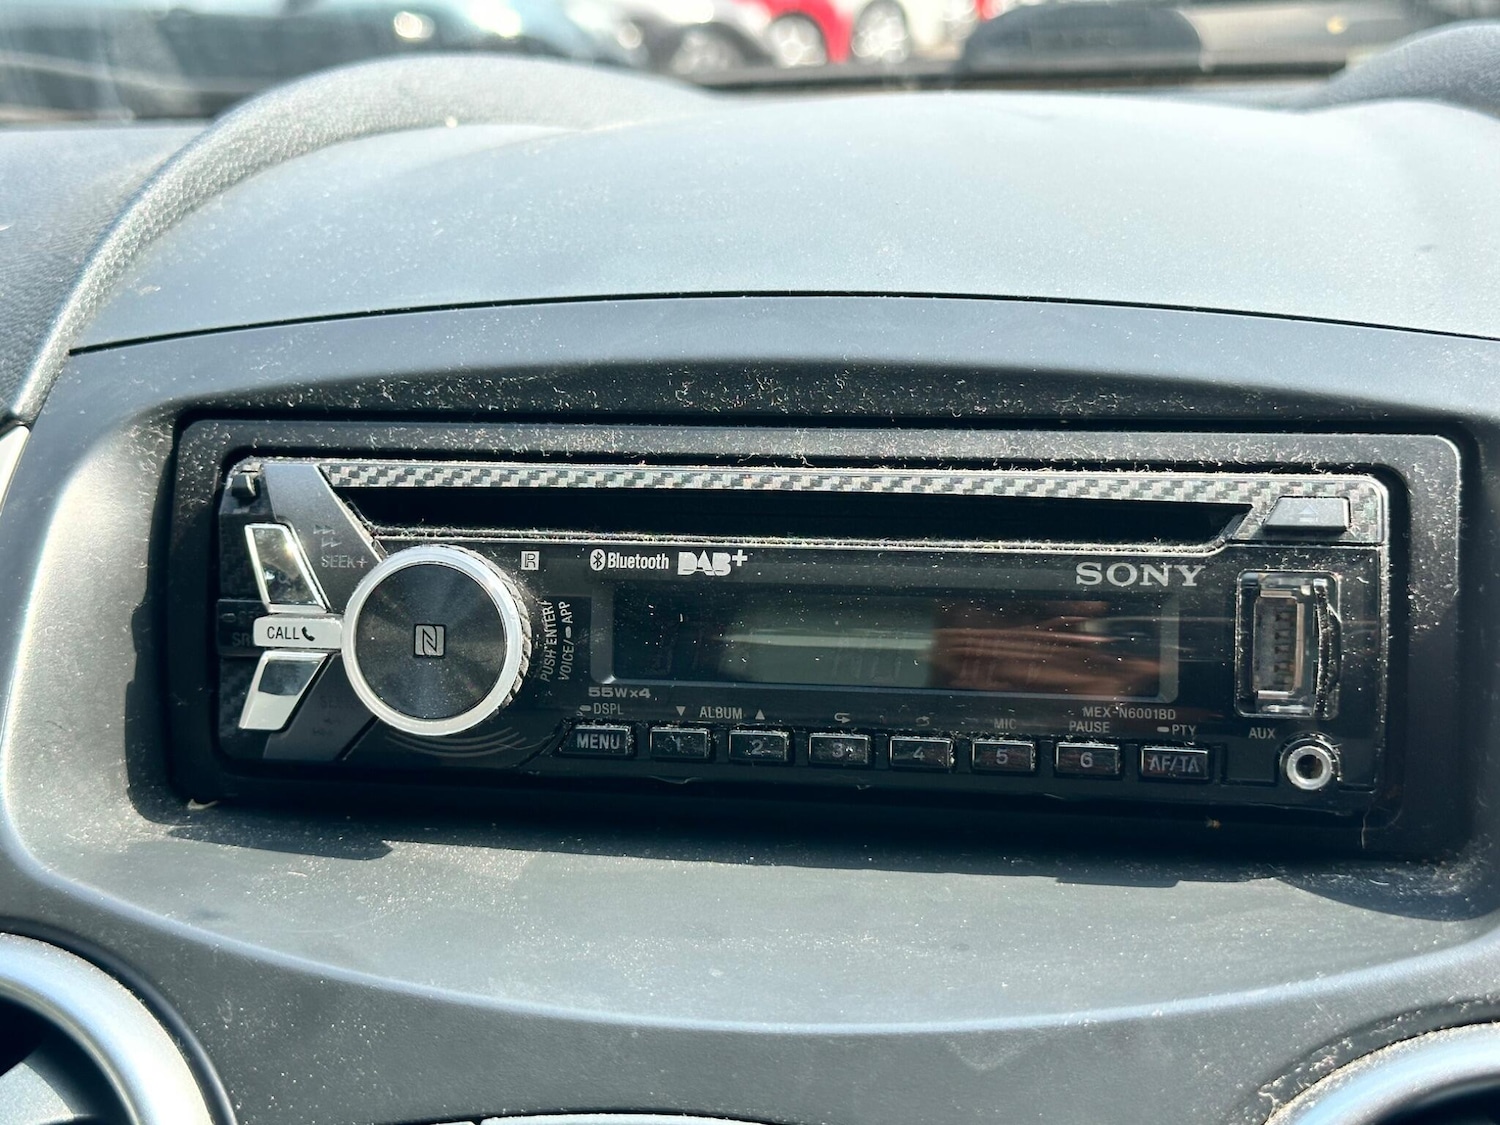 SEEK+
Bluetooth DAB+
SONY
CALL
PUSH ENTER/
VOICE/ APP
55W×4
DSPL
▼ ALBUM ▲
MIC
MEX-N6001BD
PAUSE
PTY
AUX
MENU 1 2 3 4 5 6 AF/TA